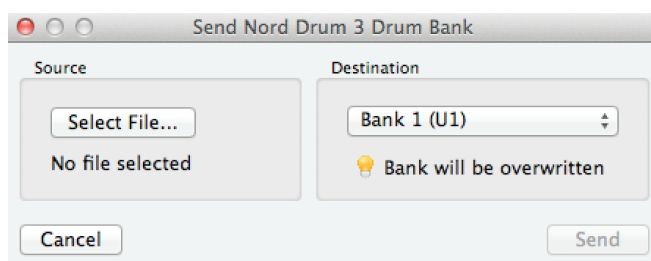 Send Nord Drum 3 Drum Bank
Source
Select File...
No file selected
Destination
Bank 1 (U1)
Bank will be overwritten
Cancel
Send